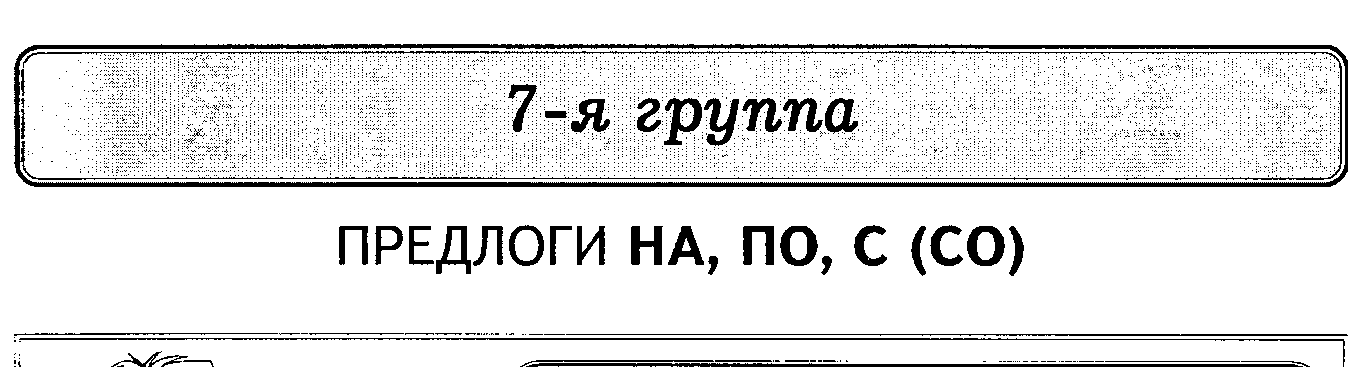 7-я группа
ПРЕДЛОГИ НА, ПО, С (СО)